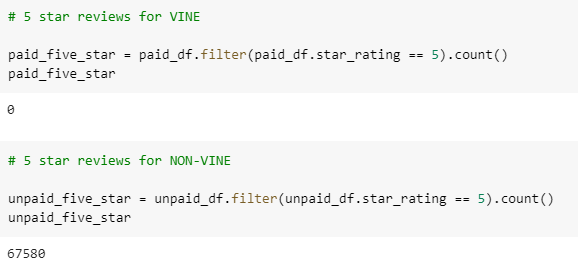 # 5 star reviews for VINE
paid_five_star = paid_df.filter(paid_df.star_rating == 5).count()
paid_five_star
0
# 5 star reviews for NON-VINE
unpaid_five_star = unpaid_df.filter(unpaid_df.star_rating == 5).count()
unpaid_five_star
67580